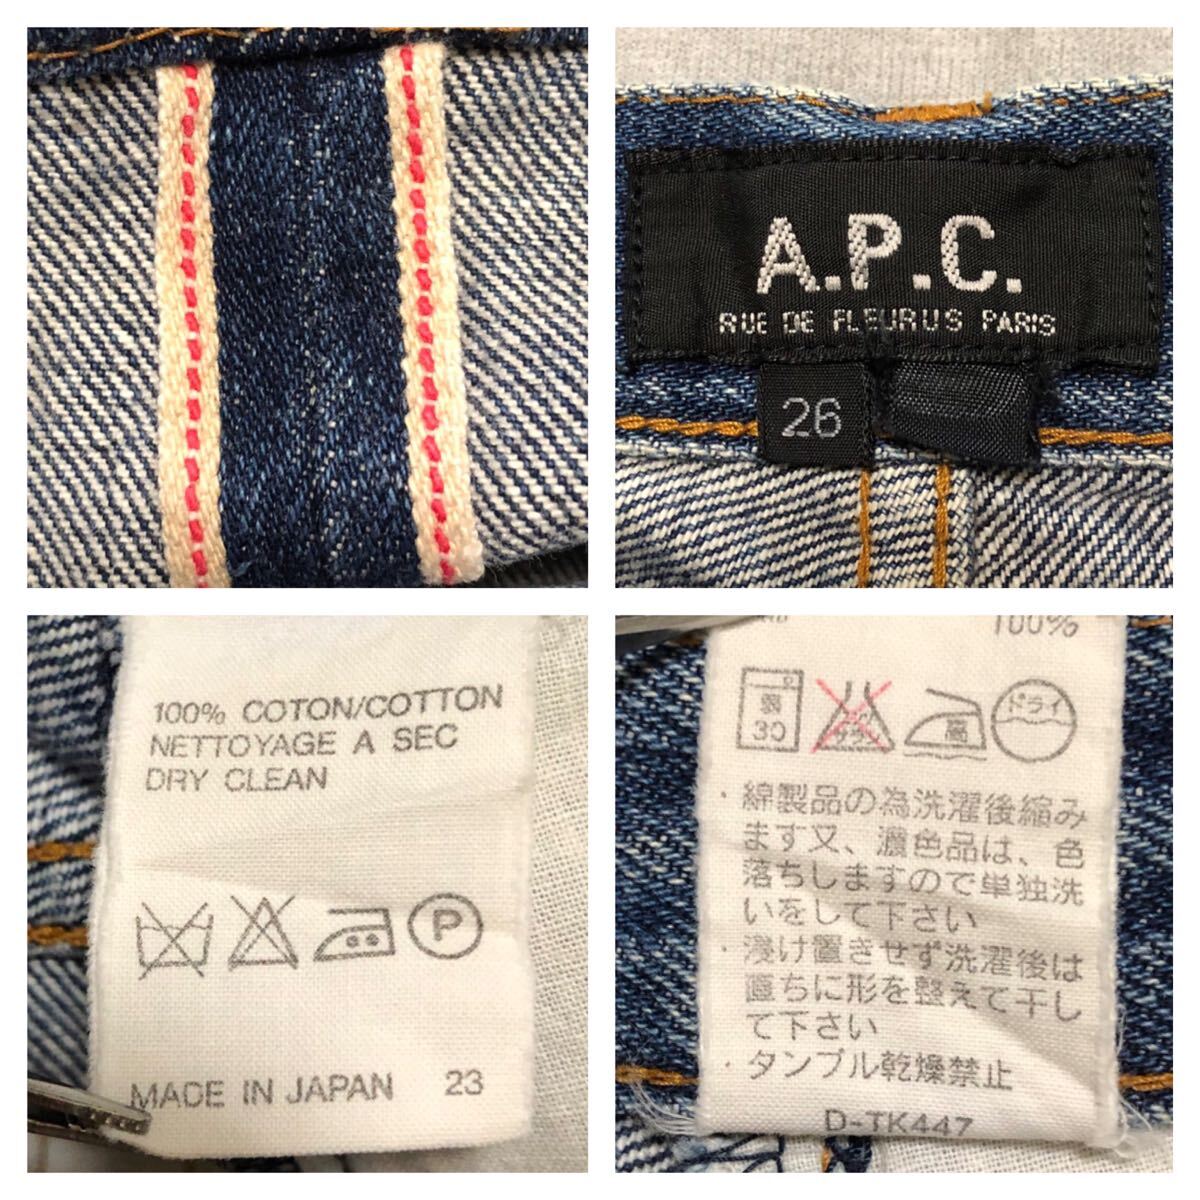 A.P.C.
RUE DE FLEURUS PARIS
26
100% COTON/COTTON
NETTOYAGE A SEC
DRY CLEAN
P
MADE IN JAPAN 23
100%
弱
30
高
ドライ
・綿製品の為洗濯後縮み
ます又、濃色品は、色
落ちしますので単独洗
いをして下さい
・浸け置きせず洗濯後は
直ちに形を整えて干し
て下さい
・タンブル乾燥禁止
D-TK447